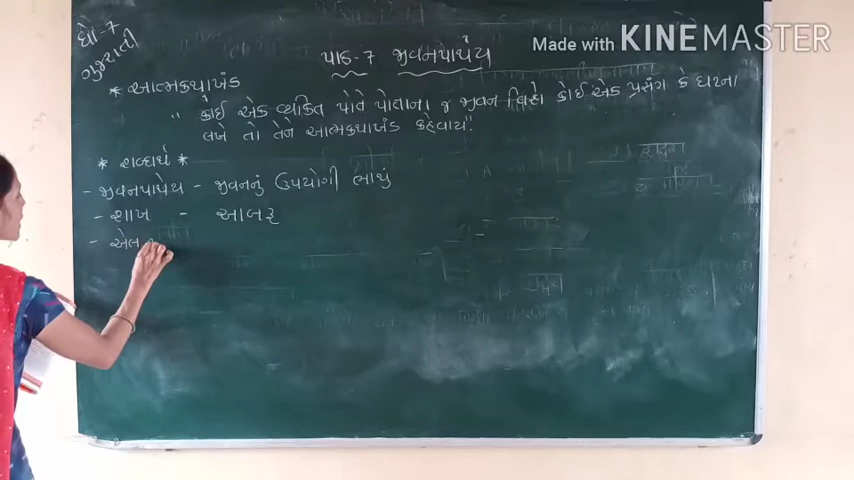 ધો-7
ગુજરાતી
પાઠ-7 જીવનપાથેય
Made with KINEMASTER
* આત્મકથાખંડ
" કોઈ એક વ્યકિત પોતે પોતાના જ જીવન વિશે કોઈ એક પ્રસંગ કે ઘટના
લખે તો તેને આત્મકથાખંડ કહેવાય"
* શબ્દાર્થ *
- જીવનપાથેય - જીવનનું ઉપયોગી ભાથું
- શાખ - આબરૂ
- એલ